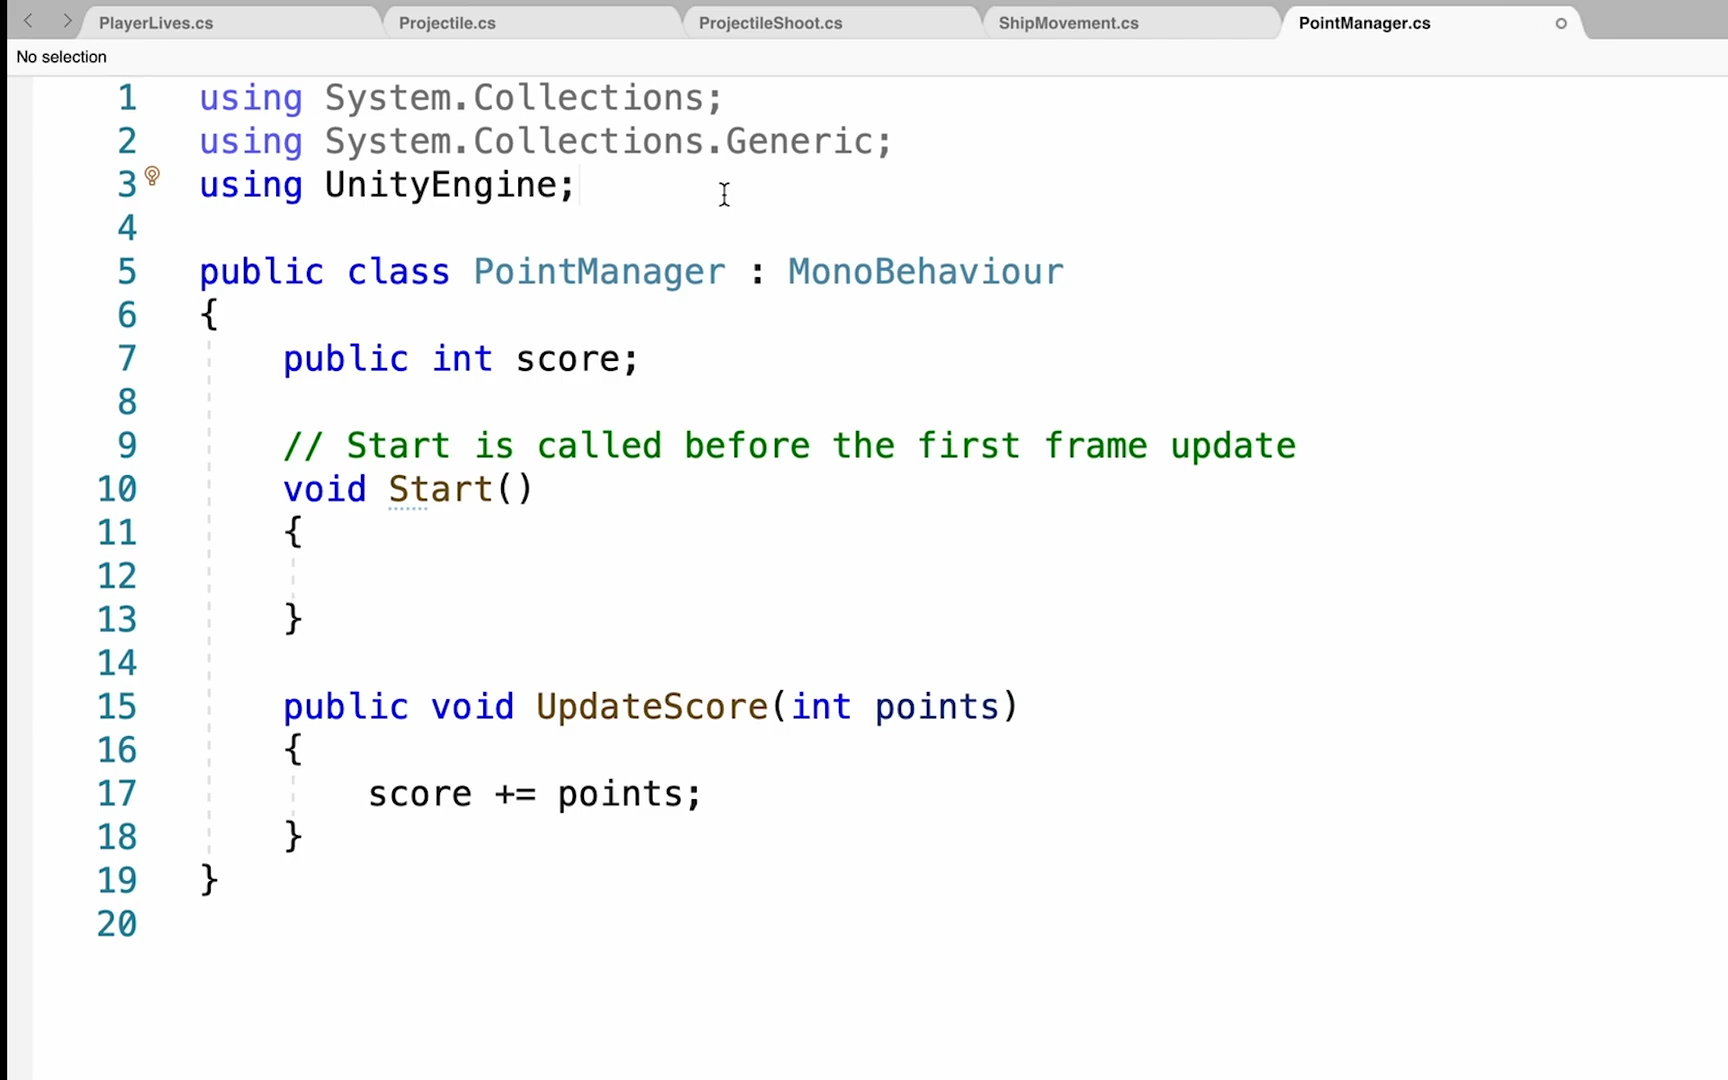 PlayerLives.cs
Projectile.cs
ProjectileShoot.cs
ShipMovement.cs
PointManager.cs
No selection
1 using System.Collections;
2 using System.Collections.Generic;
3 using UnityEngine;
4
5 public class PointManager : MonoBehaviour
6 {
7 public int score;
8
9 // Start is called before the first frame update
10 void Start()
11 {
12
13 }
14
15 public void UpdateScore(int points)
16 {
17 score += points;
18 }
19 }
20